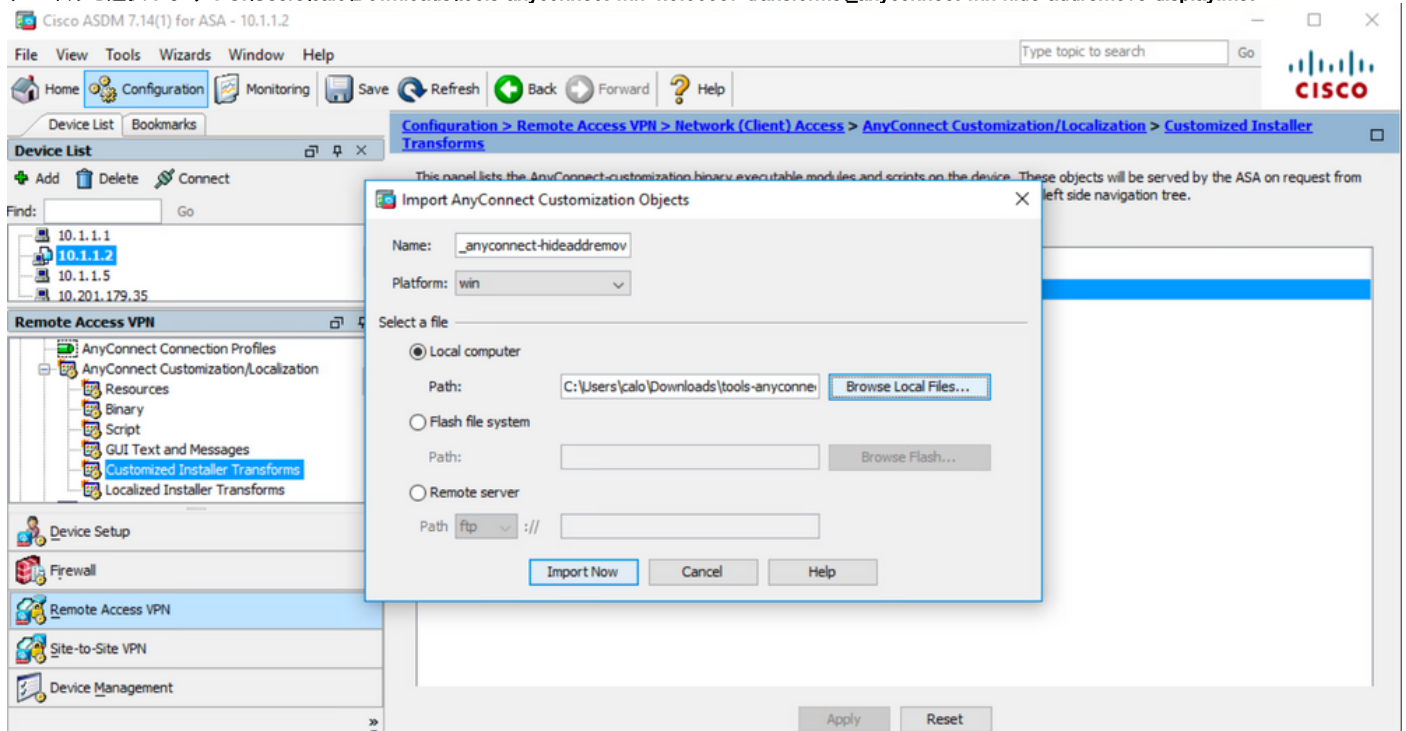 Cisco ASDM 7.14(1) for ASA - 10.1.1.2
File View Tools Wizards Window Help
Type topic to search Go
Home Configuration Monitoring Save Refresh Back Forward Help
CISCO
Device List Bookmarks
Configuration > Remote Access VPN > Network (Client) Access > AnyConnect Customization/Localization > Customized Installer
Transforms
Device List
Add Delete Connect
This panel lists the AnyConnect-customization binary executable modules and scripts on the device. These objects will be served by the ASA on request from
left side navigation tree.
Find: Go
10.1.1.1
10.1.1.2
10.1.1.5
10.201.179.35
Import AnyConnect Customization Objects
Name: _anyconnect-hideaddremov
Platform: win
Select a file
Local computer
Path: C:\Users\calo\Downloads\tools-anyconne Browse Local Files...
Flash file system
Path: Browse Flash...
Remote server
Path ftp ://
Import Now Cancel Help
Remote Access VPN
AnyConnect Connection Profiles
AnyConnect Customization/Localization
Resources
Binary
Script
GUI Text and Messages
Customized Installer Transforms
Localized Installer Transforms
Device Setup
Firewall
Remote Access VPN
Site-to-Site VPN
Device Management
»
Apply Reset